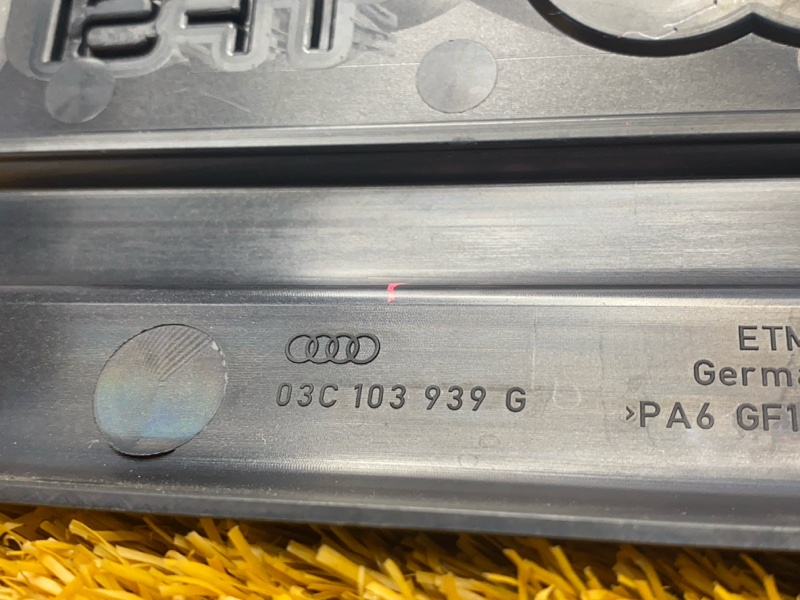 03C 103 939 G
ETM
Germa
>PA6 GF1